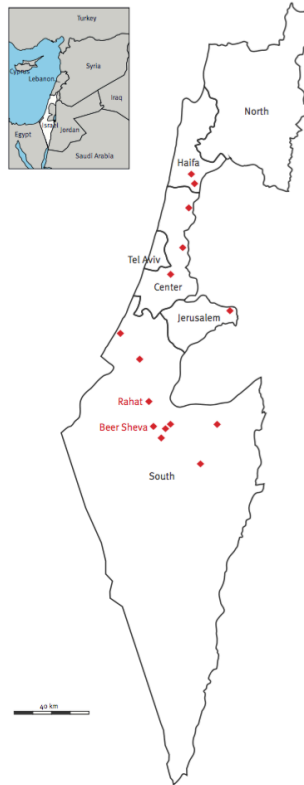 Turkey
Cyprus
Syria
Lebanon
Iraq
Israel
Jordan
Egypt
Saudi Arabia
North
Haifa
Tel Aviv
Center
Jerusalem
Rahat
Beer Sheva
South
40 km